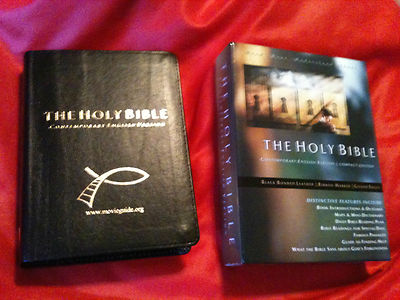 THE HOLY BIBLE
CONTEMPORARY ENGLISH VERSION
www.movieguide.org
THE HOLY BIBLE
THE HOLY BIBLE
CONTEMPORARY ENGLISH VERSION | COMPACT EDITION
BLACK BONDED LEATHER | RIBBON MARKER | GILDED EDGES
DISTINCTIVE FEATURES INCLUDE
BOOK INTRODUCTIONS & OUTLINES
MAPS & MINI DICTIONARY
DAILY BIBLE READING PLAN
BIBLE READINGS FOR SPECIAL DAYS
FAMOUS PASSAGES
GUIDE TO FINDING HELP
WHAT THE BIBLE SAYS ABOUT GOD'S FORGIVENESS